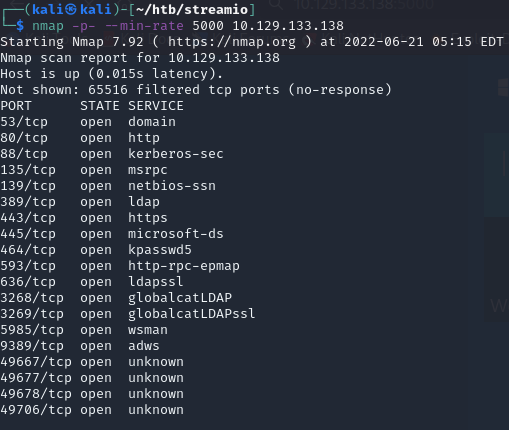 ┌──(kali㉿kali)-[~/htb/streamio]
└─$ nmap -p- --min-rate 5000 10.129.133.138
Starting Nmap 7.92 ( https://nmap.org ) at 2022-06-21 05:15 EDT
Nmap scan report for 10.129.133.138
Host is up (0.015s latency).
Not shown: 65516 filtered tcp ports (no-response)
PORT      STATE SERVICE
53/tcp    open  domain
80/tcp    open  http
88/tcp    open  kerberos-sec
135/tcp   open  msrpc
139/tcp   open  netbios-ssn
389/tcp   open  ldap
443/tcp   open  https
445/tcp   open  microsoft-ds
464/tcp   open  kpasswd5
593/tcp   open  http-rpc-epmap
636/tcp   open  ldapssl
3268/tcp  open  globalcatLDAP
3269/tcp  open  globalcatLDAPssl
5985/tcp  open  wsman
9389/tcp  open  adws
49667/tcp open  unknown
49677/tcp open  unknown
49678/tcp open  unknown
49706/tcp open  unknown